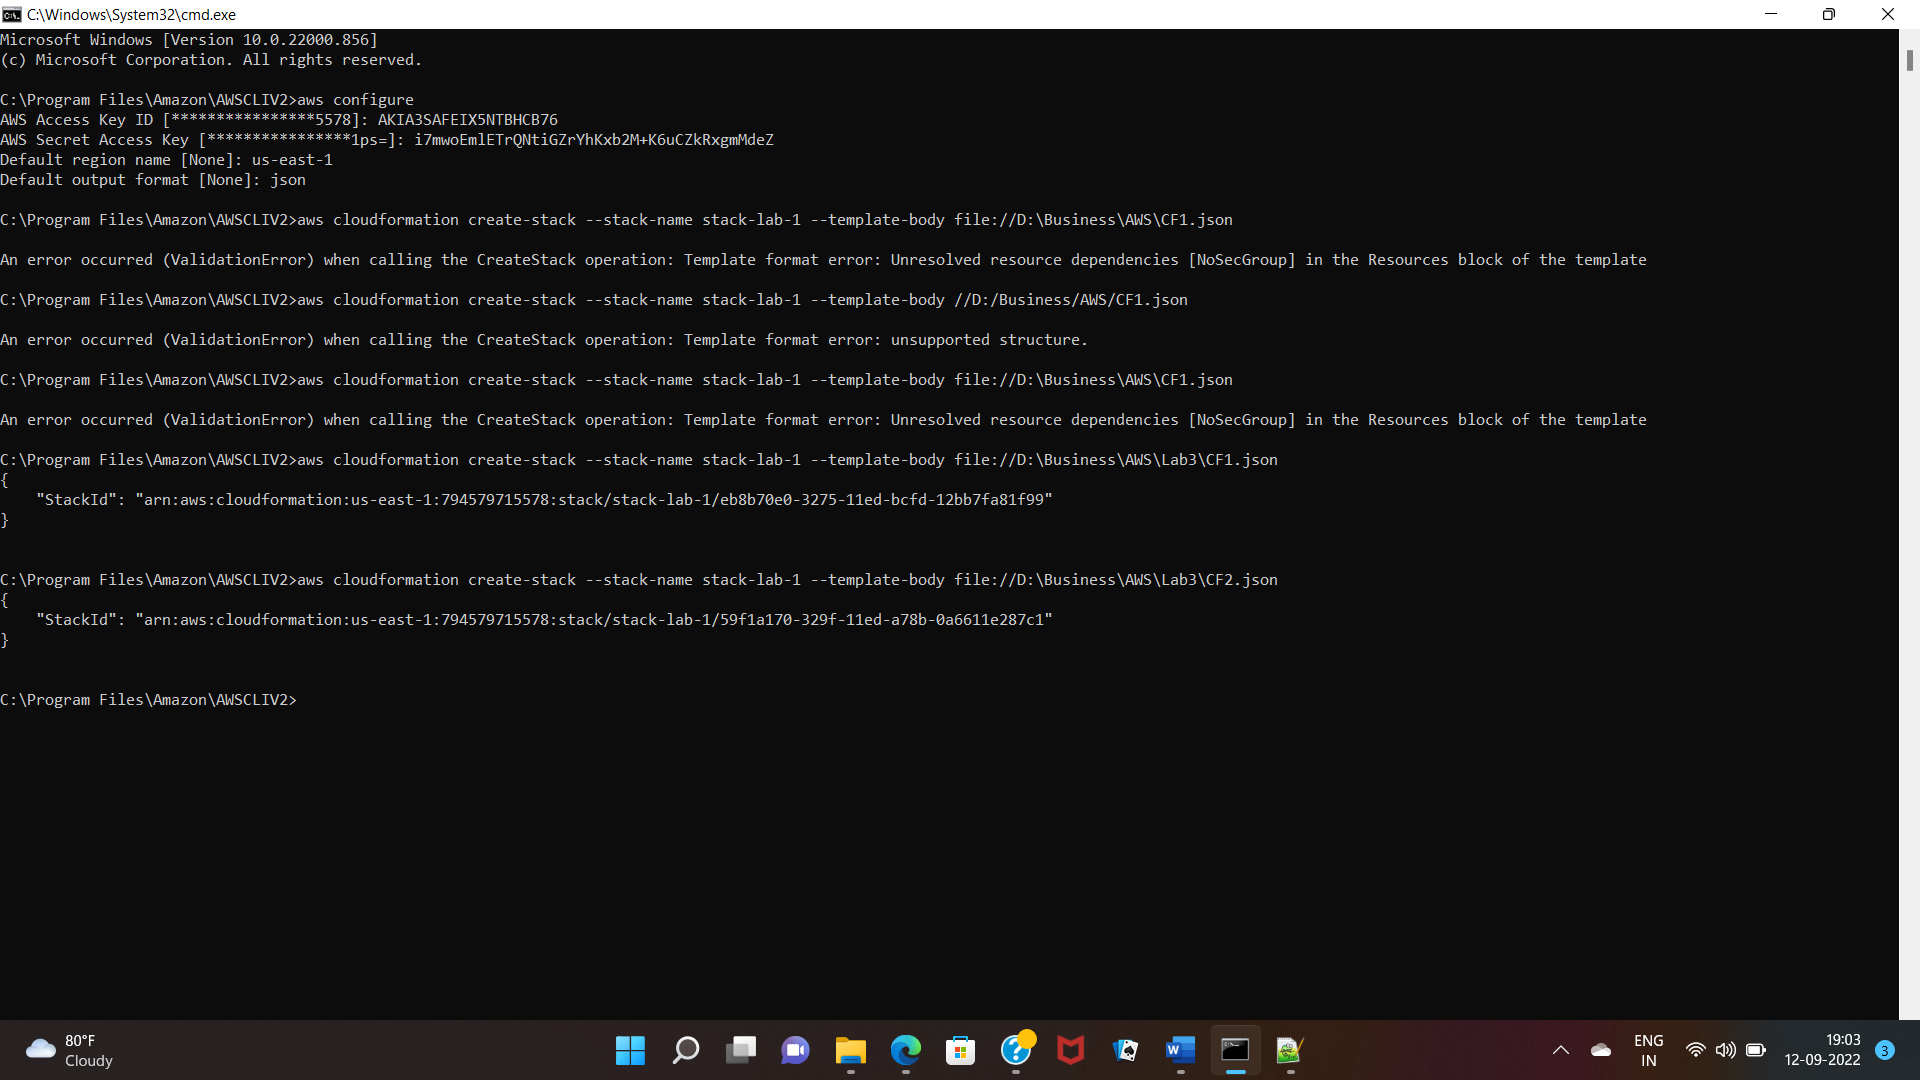 C:\Windows\System32\cmd.exe
Microsoft Windows [Version 10.0.22000.856]
(c) Microsoft Corporation. All rights reserved.
C:\Program Files\Amazon\AWSCLIV2>aws configure
AWS Access Key ID [****************5578]: AKIA3SAFEIX5NTBHCB76
AWS Secret Access Key [****************1ps=]: 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
Default region name [None]: us-east-1
Default output format [None]: json
C:\Program Files\Amazon\AWSCLIV2>aws cloudformation create-stack --stack-name stack-lab-1 --template-body file://D:\Business\AWS\CF1.json
An error occurred (ValidationError) when calling the CreateStack operation: Template format error: Unresolved resource dependencies [NoSecGroup] in the Resources block of the template
C:\Program Files\Amazon\AWSCLIV2>aws cloudformation create-stack --stack-name stack-lab-1 --template-body //D:/Business/AWS/CF1.json
An error occurred (ValidationError) when calling the CreateStack operation: Template format error: unsupported structure.
C:\Program Files\Amazon\AWSCLIV2>aws cloudformation create-stack --stack-name stack-lab-1 --template-body file://D:\Business\AWS\CF1.json
An error occurred (ValidationError) when calling the CreateStack operation: Template format error: Unresolved resource dependencies [NoSecGroup] in the Resources block of the template
C:\Program Files\Amazon\AWSCLIV2>aws cloudformation create-stack --stack-name stack-lab-1 --template-body file://D:\Business\AWS\Lab3\CF1.json
{
    "StackId": "arn:aws:cloudformation:us-east-1:794579715578:stack/stack-lab-1/eb8b70e0-3275-11ed-bcfd-12bb7fa81f99"
}
C:\Program Files\Amazon\AWSCLIV2>aws cloudformation create-stack --stack-name stack-lab-1 --template-body file://D:\Business\AWS\Lab3\CF2.json
{
    "StackId": "arn:aws:cloudformation:us-east-1:794579715578:stack/stack-lab-1/59f1a170-329f-11ed-a78b-0a6611e287c1"
}
C:\Program Files\Amazon\AWSCLIV2>
80°F
Cloudy
ENG
IN
19:03
12-09-2022
3